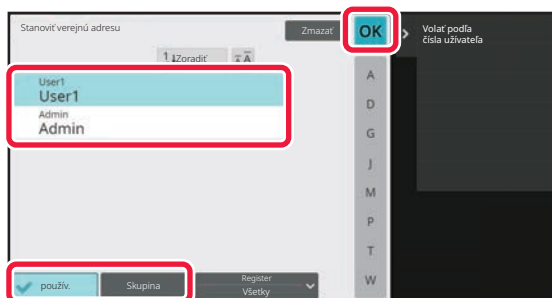 Stanoviť verejnú adresu
Zmazať
OK
Volať podľa
čísla užívateľa
Zoradiť
User1
User1
Admin
Admin
A
D
G
J
M
P
T
W
použív.
Skupina
Register
Všetky